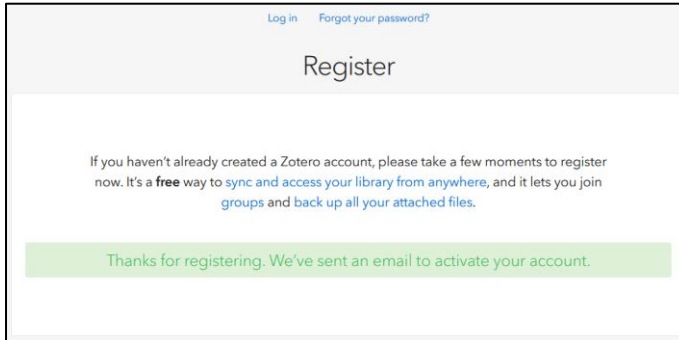 Log in Forgot your password?
Register
If you haven't already created a Zotero account, please take a few moments to register
now. It's a free way to sync and access your library from anywhere, and it lets you join
groups and back up all your attached files.
Thanks for registering. We've sent an email to activate your account.